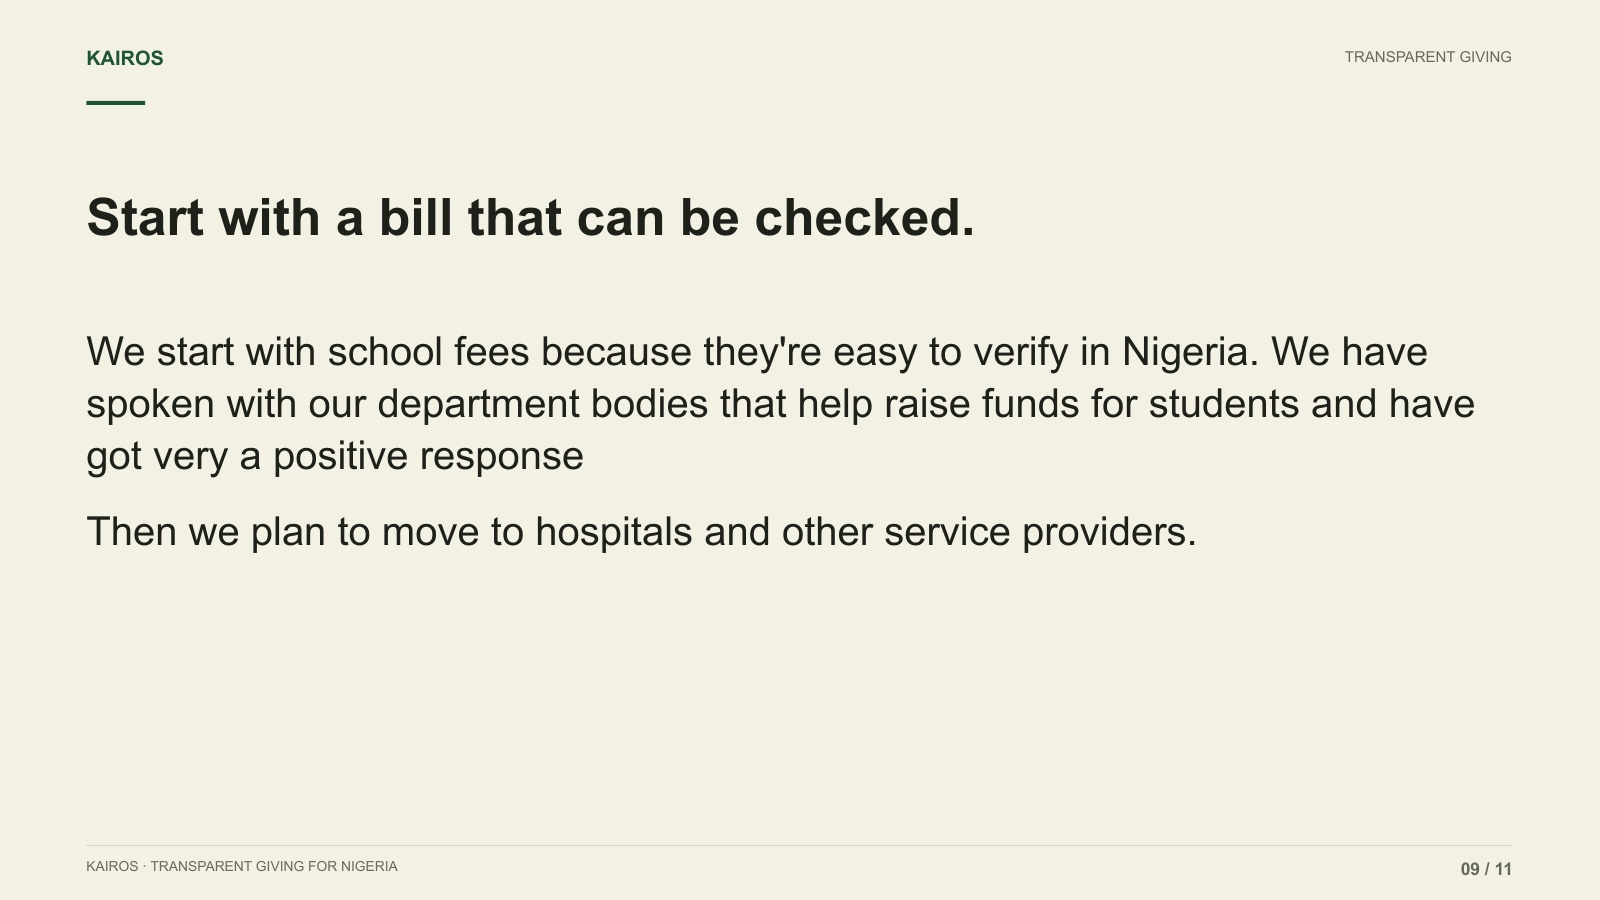 KAIROS
TRANSPARENT GIVING
Start with a bill that can be checked.
We start with school fees because they're easy to verify in Nigeria. We have
spoken with our department bodies that help raise funds for students and have
got very a positive response
Then we plan to move to hospitals and other service providers.
KAIROS · TRANSPARENT GIVING FOR NIGERIA
09 / 11